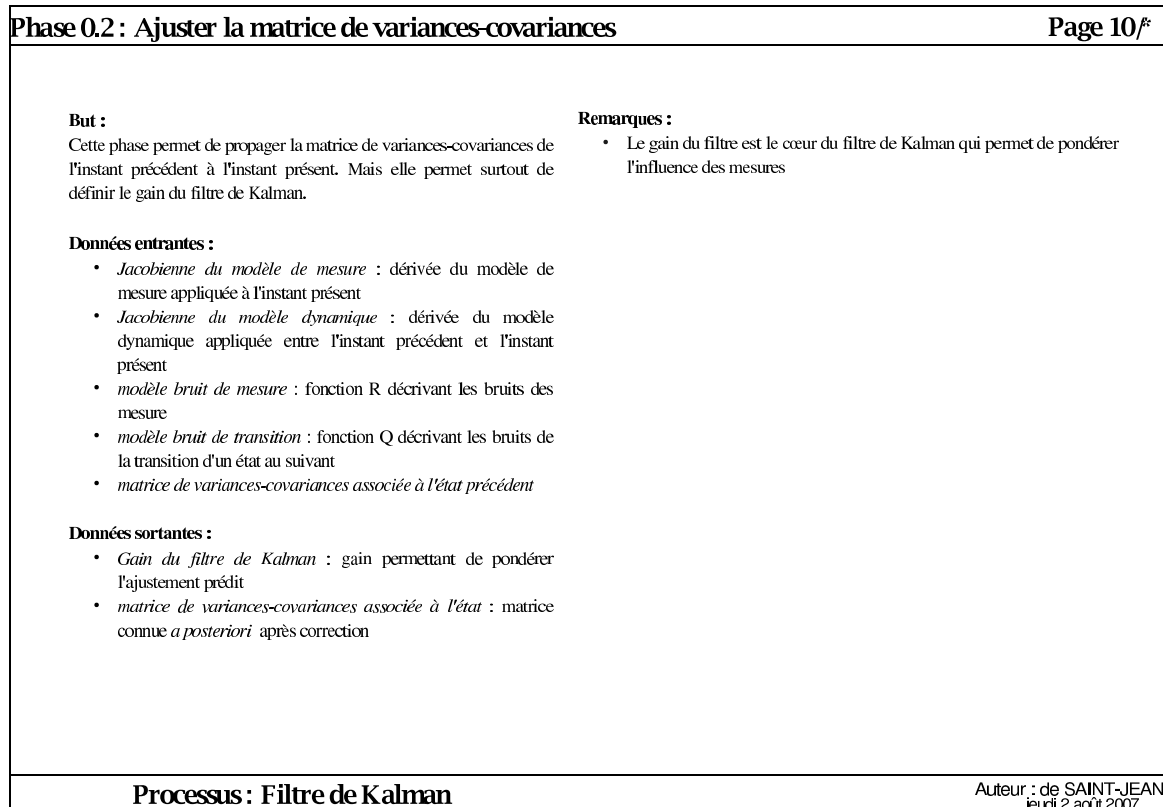 Phase 0.2 : Ajuster la matrice de variances-covariances
Page 10/*
But :
Cette phase permet de propager la matrice de variances-covariances de
l'instant précédent à l'instant présent. Mais elle permet surtout de
définir le gain du filtre de Kalman.
Données entrantes :
• Jacobienne du modèle de mesure : dérivée du modèle de
mesure appliquée à l'instant présent
• Jacobienne du modèle dynamique : dérivée du modèle
dynamique appliquée entre l'instant précédent et l'instant
présent
• modèle bruit de mesure : fonction R décrivant les bruits des
mesure
• modèle bruit de transition : fonction Q décrivant les bruits de
la transition d'un état au suivant
• matrice de variances-covariances associée à l'état précédent
Données sortantes :
• Gain du filtre de Kalman : gain permettant de pondérer
l'ajustement prédit
• matrice de variances-covariances associée à l'état : matrice
connue a posteriori après correction
Remarques :
• Le gain du filtre est le cœur du filtre de Kalman qui permet de pondérer
l'influence des mesures
Processus : Filtre de Kalman
Auteur : de SAINT-JEAN
jeudi 2 août 2007